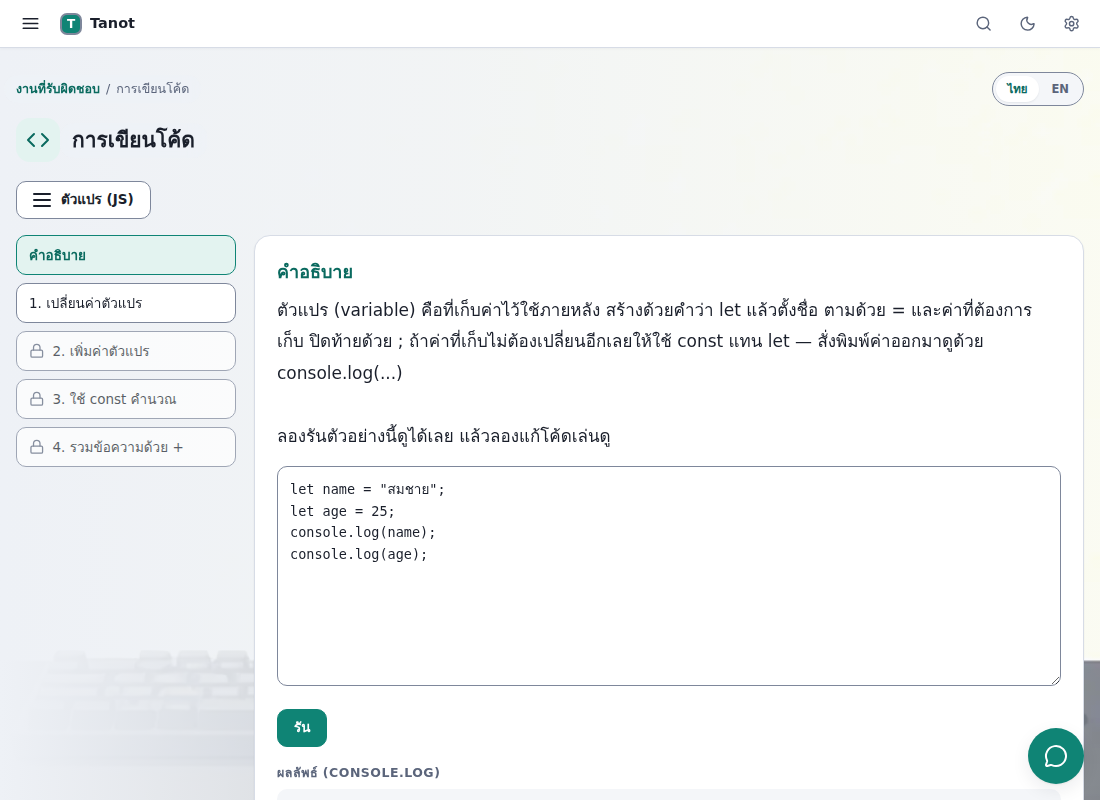 T Tanot
งานที่รับผิดชอบ / การเขียนโค้ด
ไทย EN
การเขียนโค้ด
ตัวแปร (JS)
คำอธิบาย
1. เปลี่ยนค่าตัวแปร
2. เพิ่มค่าตัวแปร
3. ใช้ const คำนวณ
4. รวมข้อความด้วย +
คำอธิบาย
ตัวแปร (variable) คือที่เก็บค่าไว้ใช้ภายหลัง สร้างด้วยคำว่า let แล้วตั้งชื่อ ตามด้วย = และค่าที่ต้องการ
เก็บ ปิดท้ายด้วย ; ถ้าค่าที่เก็บไม่ต้องเปลี่ยนอีกเลยให้ใช้ const แทน let — สั่งพิมพ์ค่าออกมาดูด้วย
console.log(...)
ลองรันตัวอย่างนี้ดูได้เลย แล้วลองแก้โค้ดเล่นดู
let name = "สมชาย";
let age = 25;
console.log(name);
console.log(age);
รัน
ผลลัพธ์ (CONSOLE.LOG)